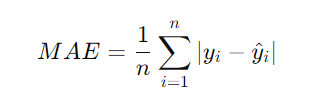 MAE = \frac{1}{n} \sum_{i=1}^{n} |y_i - \hat{y}_i|